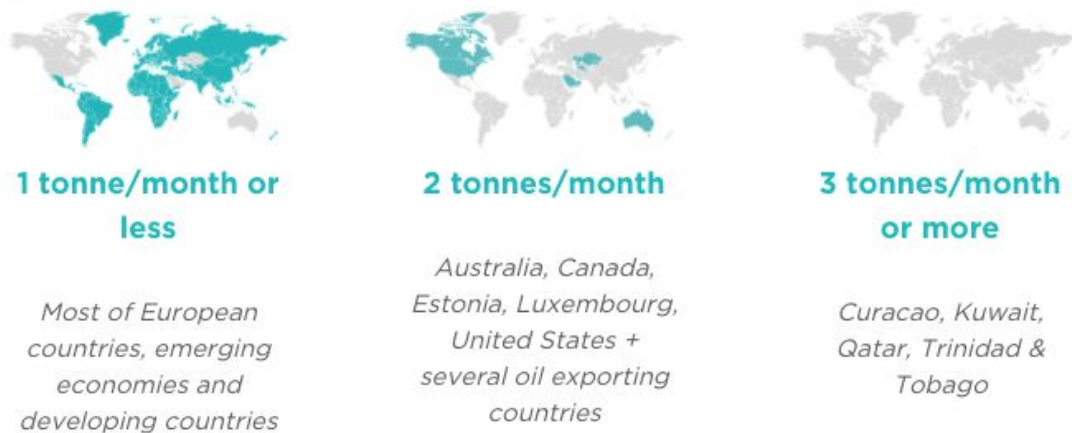 1 tonne/month or
less
Most of European
countries, emerging
economies and
developing countries
2 tonnes/month
Australia, Canada,
Estonia, Luxembourg,
United States +
several oil exporting
countries
3 tonnes/month
or more
Curacao, Kuwait,
Qatar, Trinidad &
Tobago